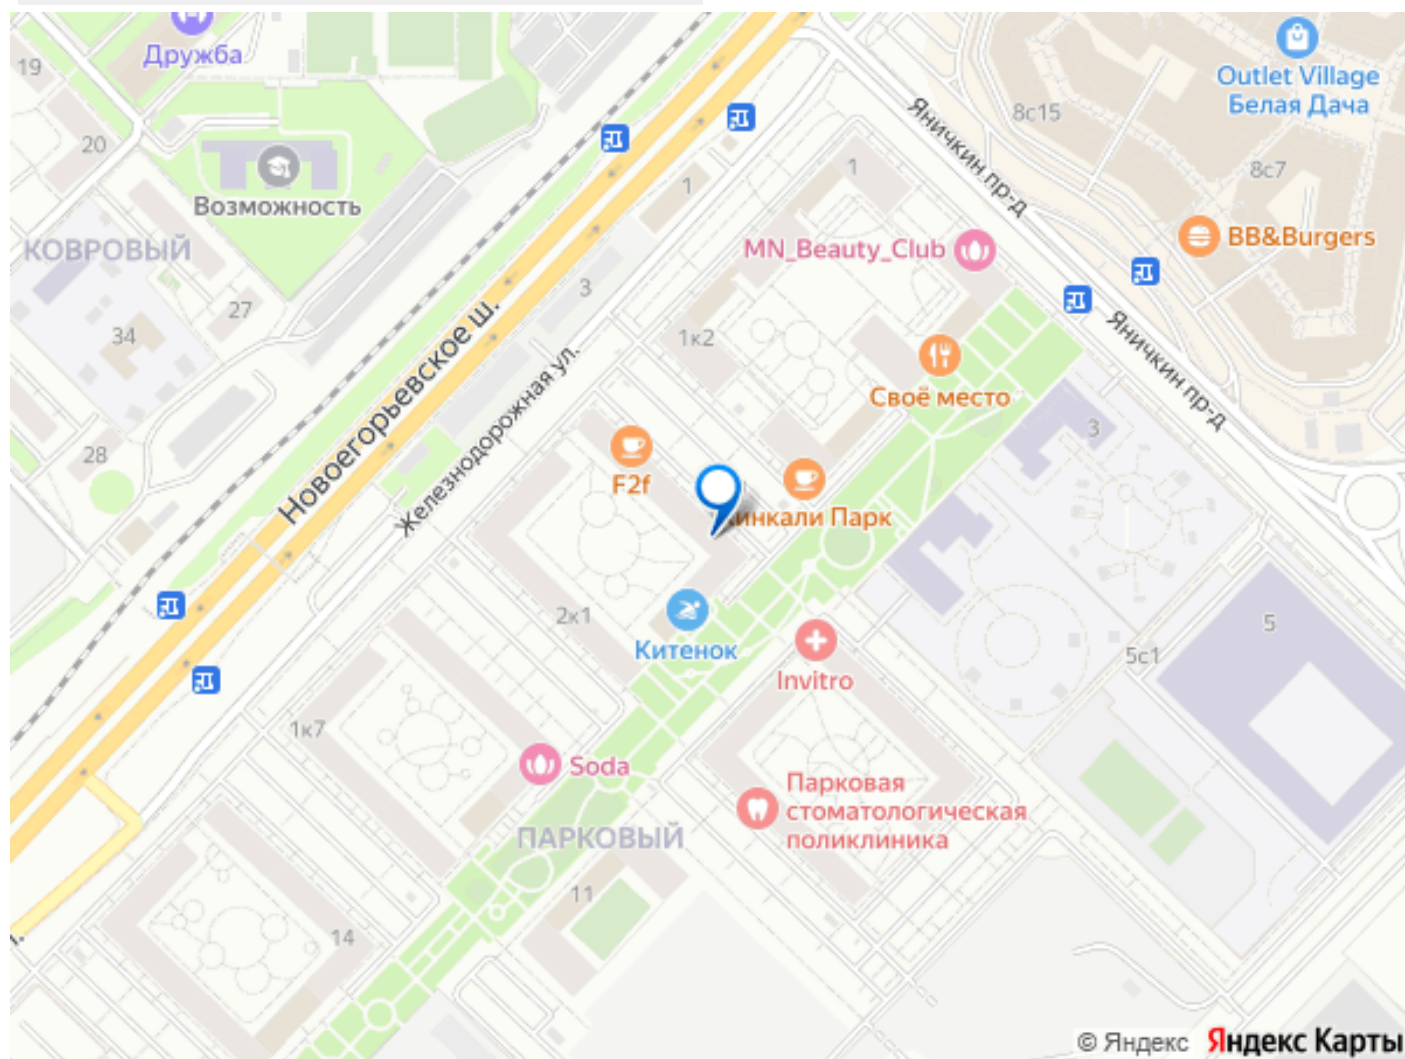 Дружба
19
Outlet Village
Белая Дача
8с15
Яничкин пр-д
20
Возможность
1
1
8с7
КОВРОВЫЙ
MN_Beauty_Club
BB&Burgers
27
3
34
1к2
Новоегорьевское ш.
Железнодорожная ул.
Яничкин пр-д
Своё место
28
3
F2f
инкали Парк
2к1
Китенок
5
5с1
Invitro
1к7
Soda
Парковая
стоматологическая
поликлиника
ПАРКОВЫЙ
11
14
© Яндекс Яндекс Карты